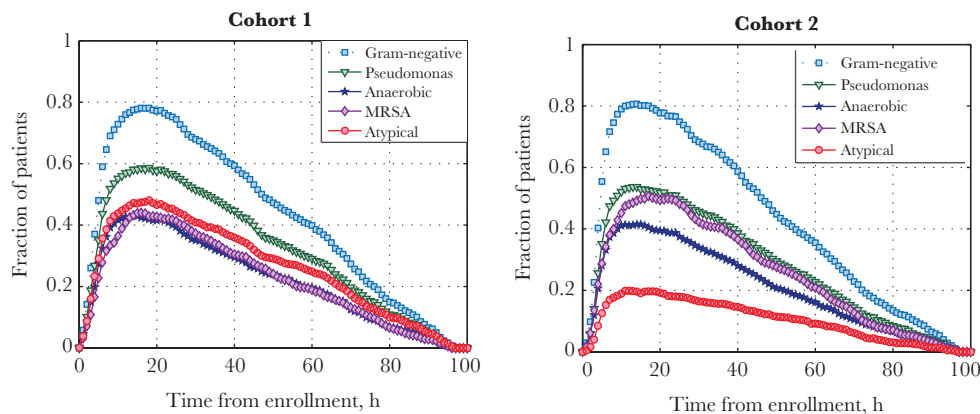 Cohort 1
Fraction of patients
1
0.8
0.6
0.4
0.2
0
0 20 40 60 80 100
Time from enrollment, h
Gram-negative
Pseudomonas
Anaerobic
MRSA
Atypical
Cohort 2
Fraction of patients
1
0.8
0.6
0.4
0.2
0
0 20 40 60 80 100
Time from enrollment, h
Gram-negative
Pseudomonas
Anaerobic
MRSA
Atypical